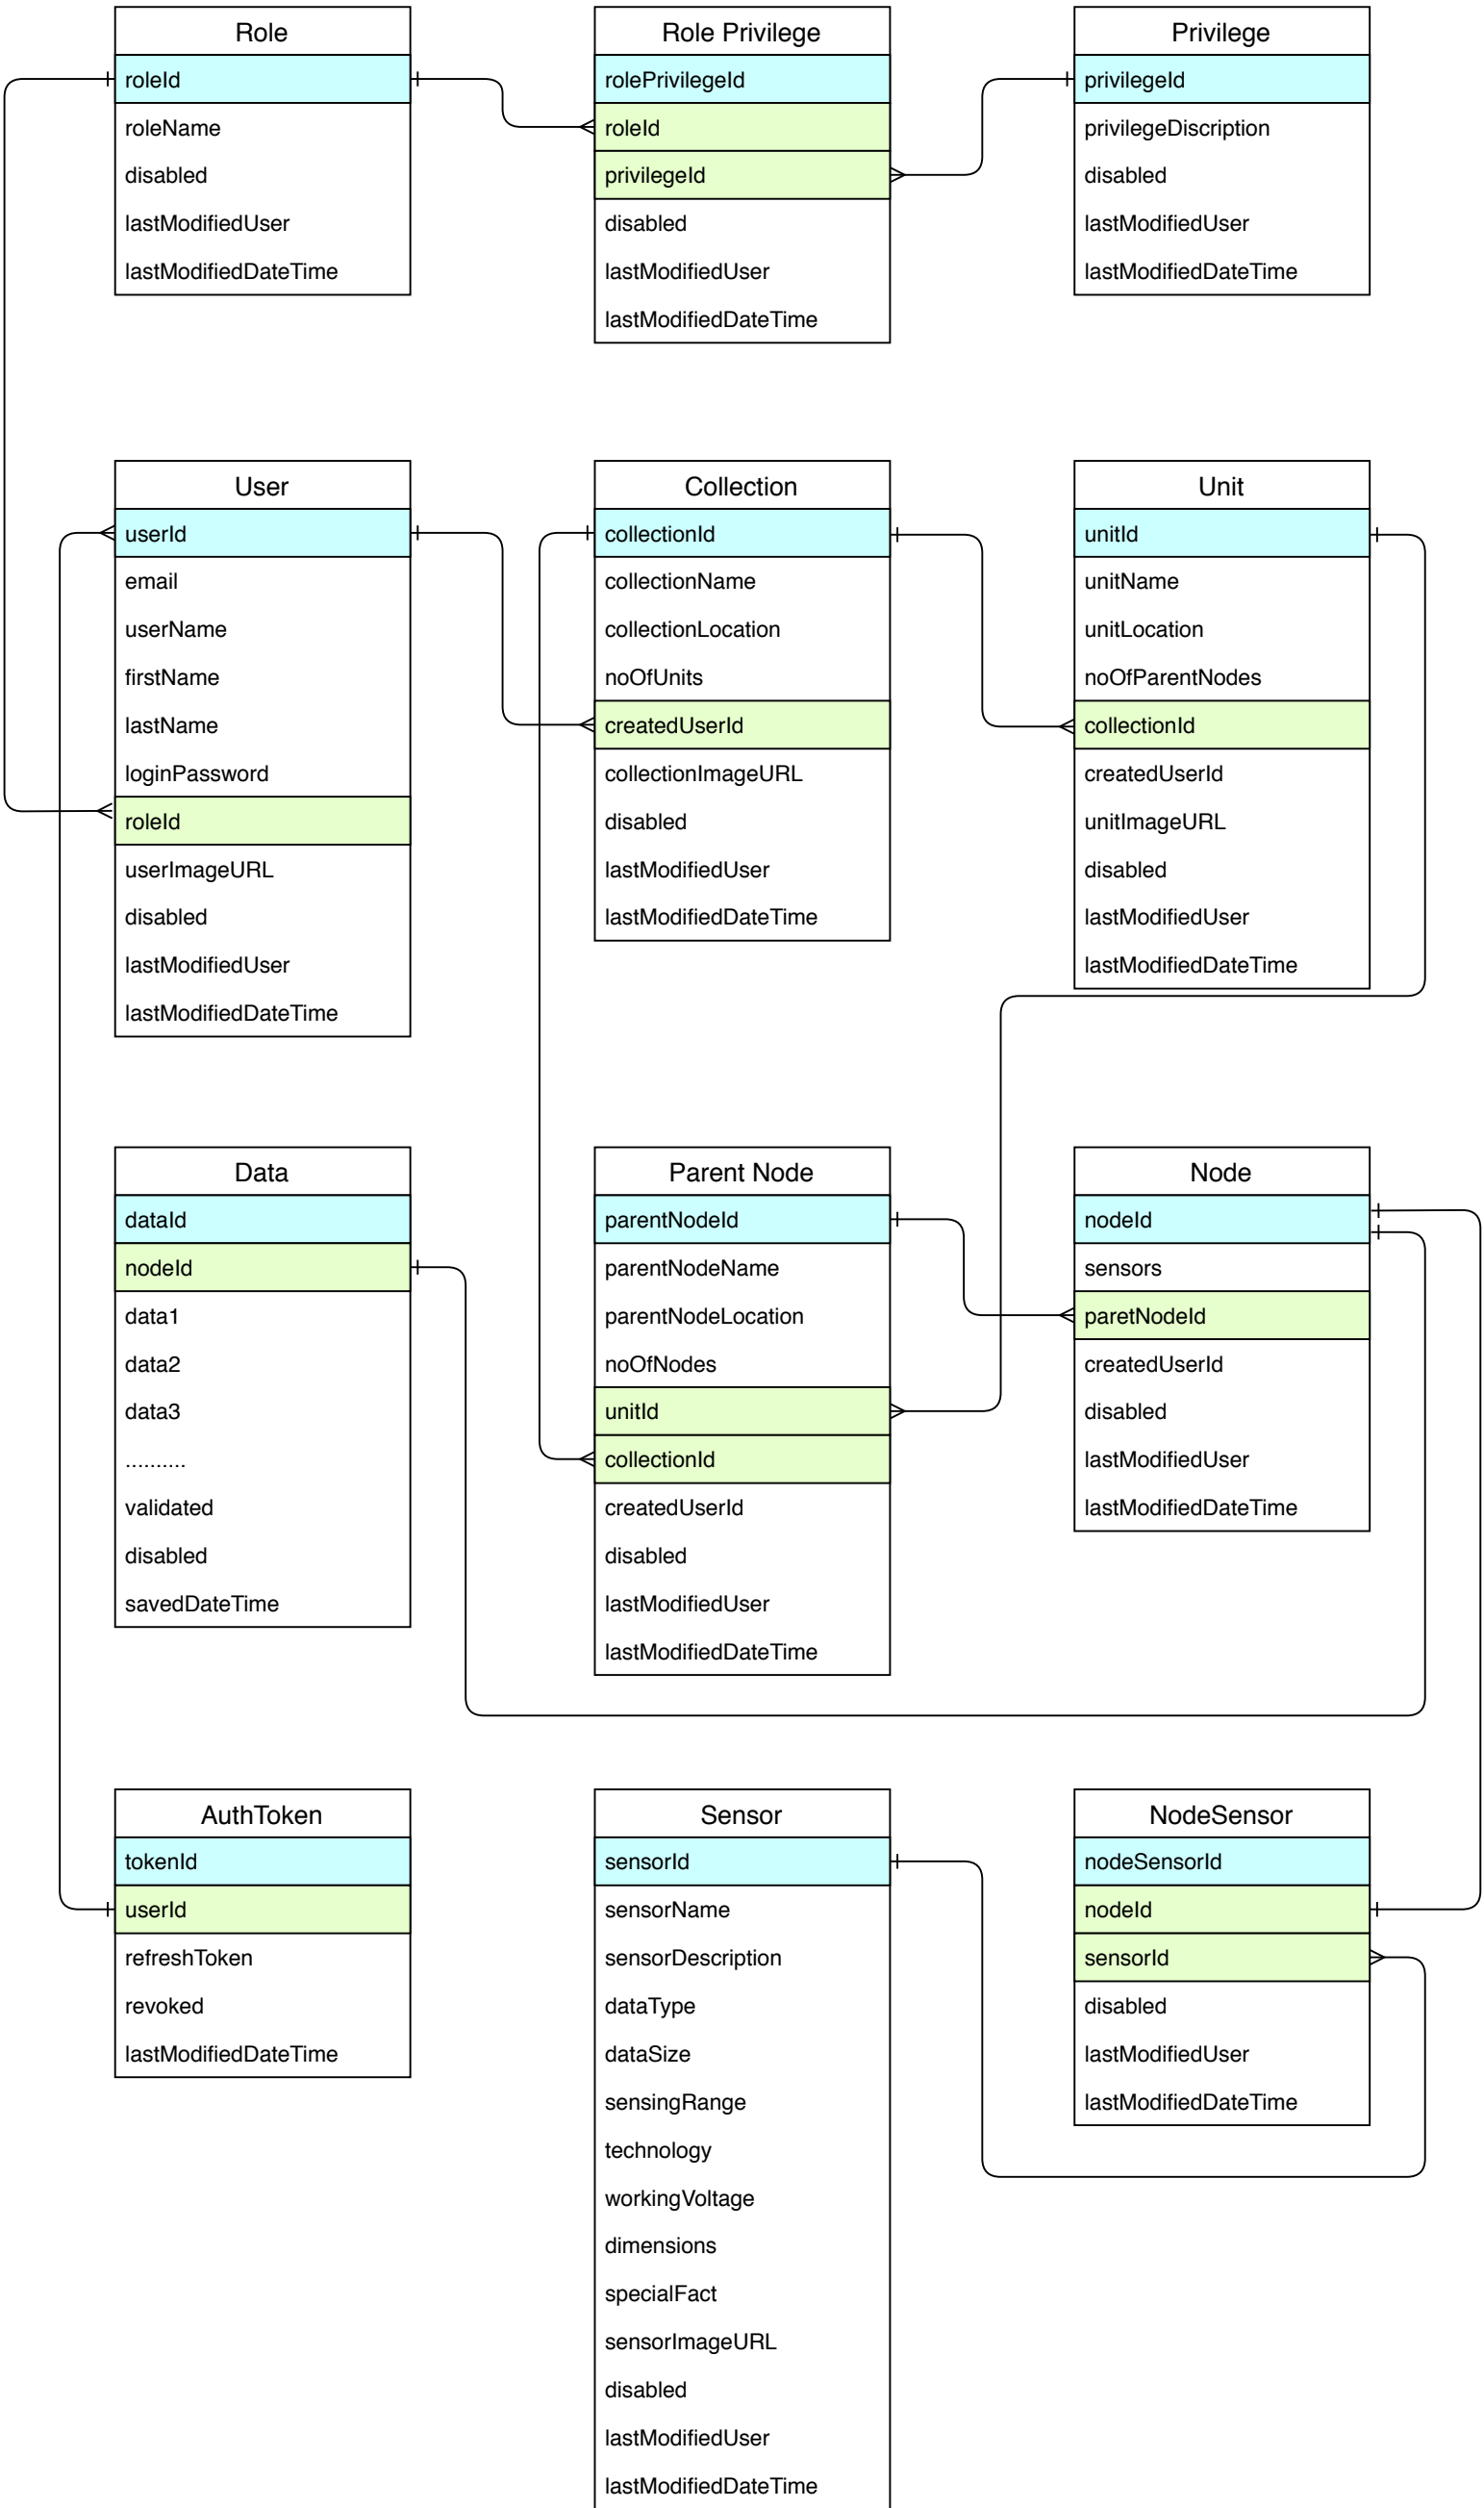 Role
roleId
roleName
disabled
lastModifiedUser
lastModifiedDateTime
Role Privilege
rolePrivilegeId
roleId
privilegeId
disabled
lastModifiedUser
lastModifiedDateTime
Privilege
privilegeId
privilegeDiscription
disabled
lastModifiedUser
lastModifiedDateTime
User
userId
email
userName
firstName
lastName
loginPassword
roleId
userImageURL
disabled
lastModifiedUser
lastModifiedDateTime
Collection
collectionId
collectionName
collectionLocation
noOfUnits
createdUserId
collectionImageURL
disabled
lastModifiedUser
lastModifiedDateTime
Unit
unitId
unitName
unitLocation
noOfParentNodes
collectionId
createdUserId
unitImageURL
disabled
lastModifiedUser
lastModifiedDateTime
Data
dataId
nodeId
data1
data2
data3
..........
validated
disabled
savedDateTime
Parent Node
parentNodeId
parentNodeName
parentNodeLocation
noOfNodes
unitId
collectionId
createdUserId
disabled
lastModifiedUser
lastModifiedDateTime
Node
nodeId
sensors
paretNodeId
createdUserId
disabled
lastModifiedUser
lastModifiedDateTime
AuthToken
tokenId
userId
refreshToken
revoked
lastModifiedDateTime
Sensor
sensorId
sensorName
sensorDescription
dataType
dataSize
sensingRange
technology
workingVoltage
dimensions
specialFact
sensorImageURL
disabled
lastModifiedUser
lastModifiedDateTime
NodeSensor
nodeSensorId
nodeId
sensorId
disabled
lastModifiedUser
lastModifiedDateTime